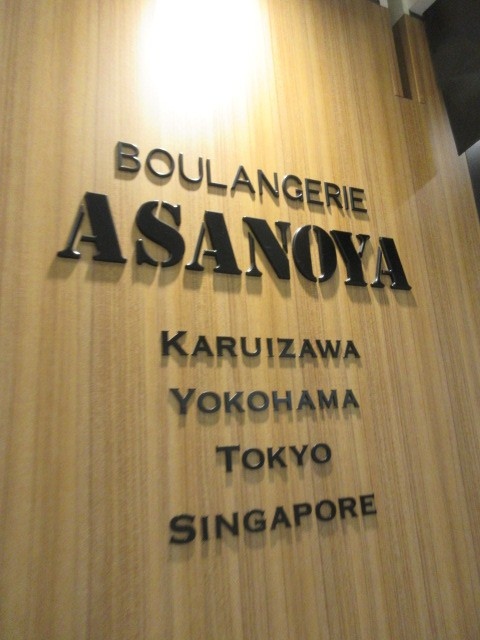 BOULANGERIE
ASANOYA
KARUIZAWA
YOKOHAMA
TOKYO
SINGAPORE